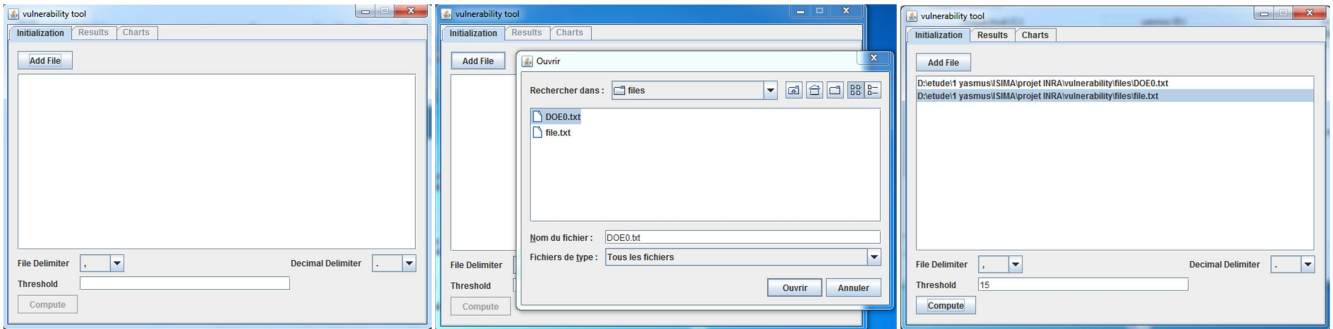 vulnerability tool
Initialization Results Charts
Add File
File Delimiter , Decimal Delimiter .
Threshold
Compute
vulnerability tool
Initialization Results Charts
Add File
File Delimiter
Threshold
Compute
Ouvrir
Rechercher dans : files
DOE0.txt
file.txt
Nom du fichier : DOE0.txt
Fichiers de type : Tous les fichiers
Ouvrir Annuler
vulnerability tool
Initialization Results Charts
Add File
D:\etude\1 yasmus\ISIMA\projet INRA\vulnerability\files\DOE0.txt
D:\etude\1 yasmus\ISIMA\projet INRA\vulnerability\files\file.txt
File Delimiter , Decimal Delimiter .
Threshold 15
Compute